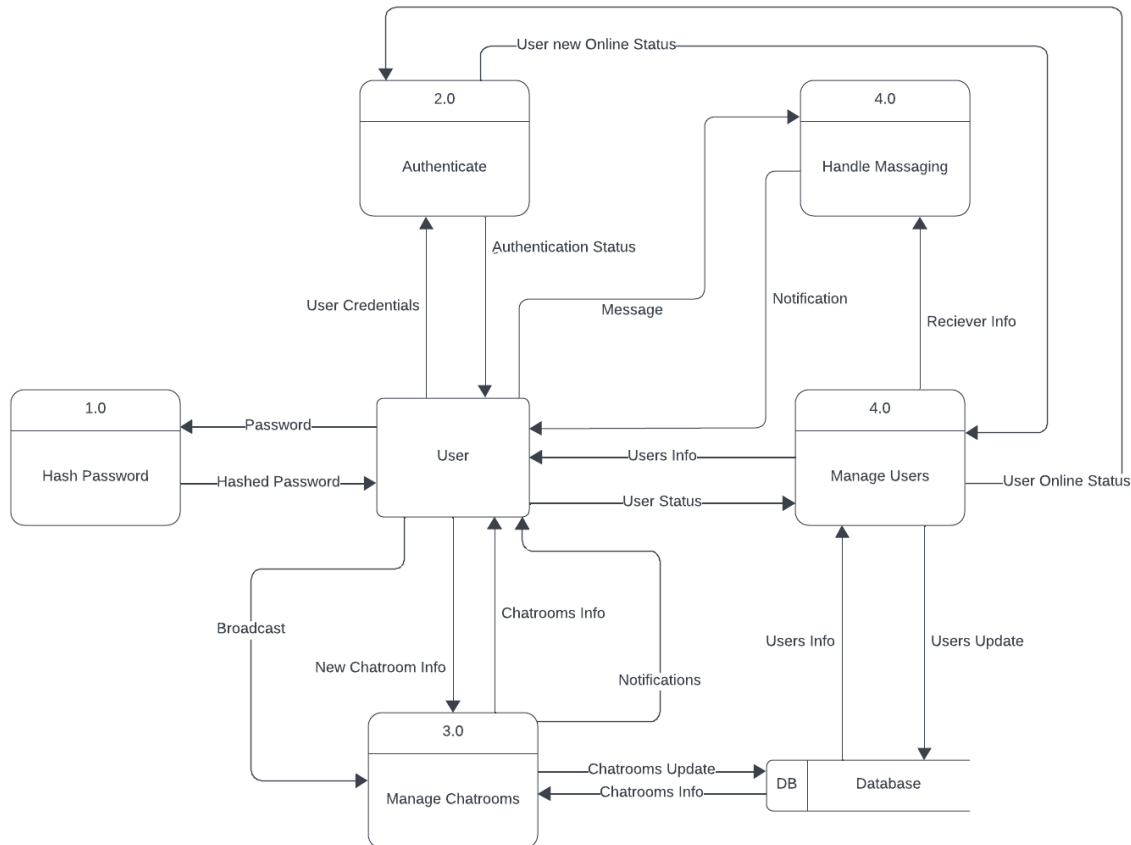 User new Online Status
2.0
Authenticate
4.0
Handle Massaging
Authentication Status
User Credentials
Message
Notification
Reciever Info
1.0
Hash Password
Password
Hashed Password
User
Users Info
User Status
4.0
Manage Users
User Online Status
Broadcast
New Chatroom Info
Chatrooms Info
Notifications
Users Info
Users Update
3.0
Manage Chatrooms
Chatrooms Update
Chatrooms Info
DB
Database